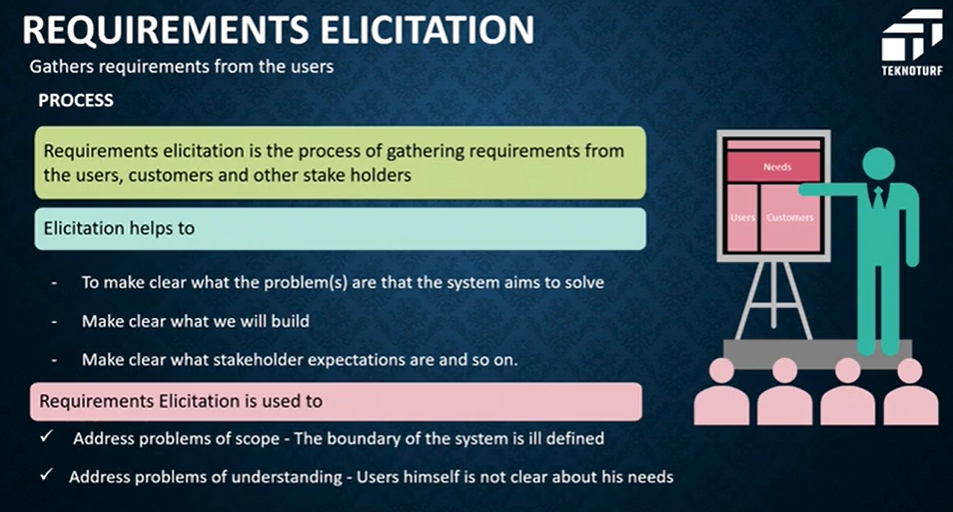 REQUIREMENTS ELICITATION
Gathers requirements from the users
TEKNOTURF
PROCESS
Requirements elicitation is the process of gathering requirements from
the users, customers and other stake holders
Elicitation helps to
- To make clear what the problem(s) are that the system aims to solve
- Make clear what we will build
- Make clear what stakeholder expectations are and so on.
Requirements Elicitation is used to
✓ Address problems of scope - The boundary of the system is ill defined
✓ Address problems of understanding - Users himself is not clear about his needs
Needs
Users Customers